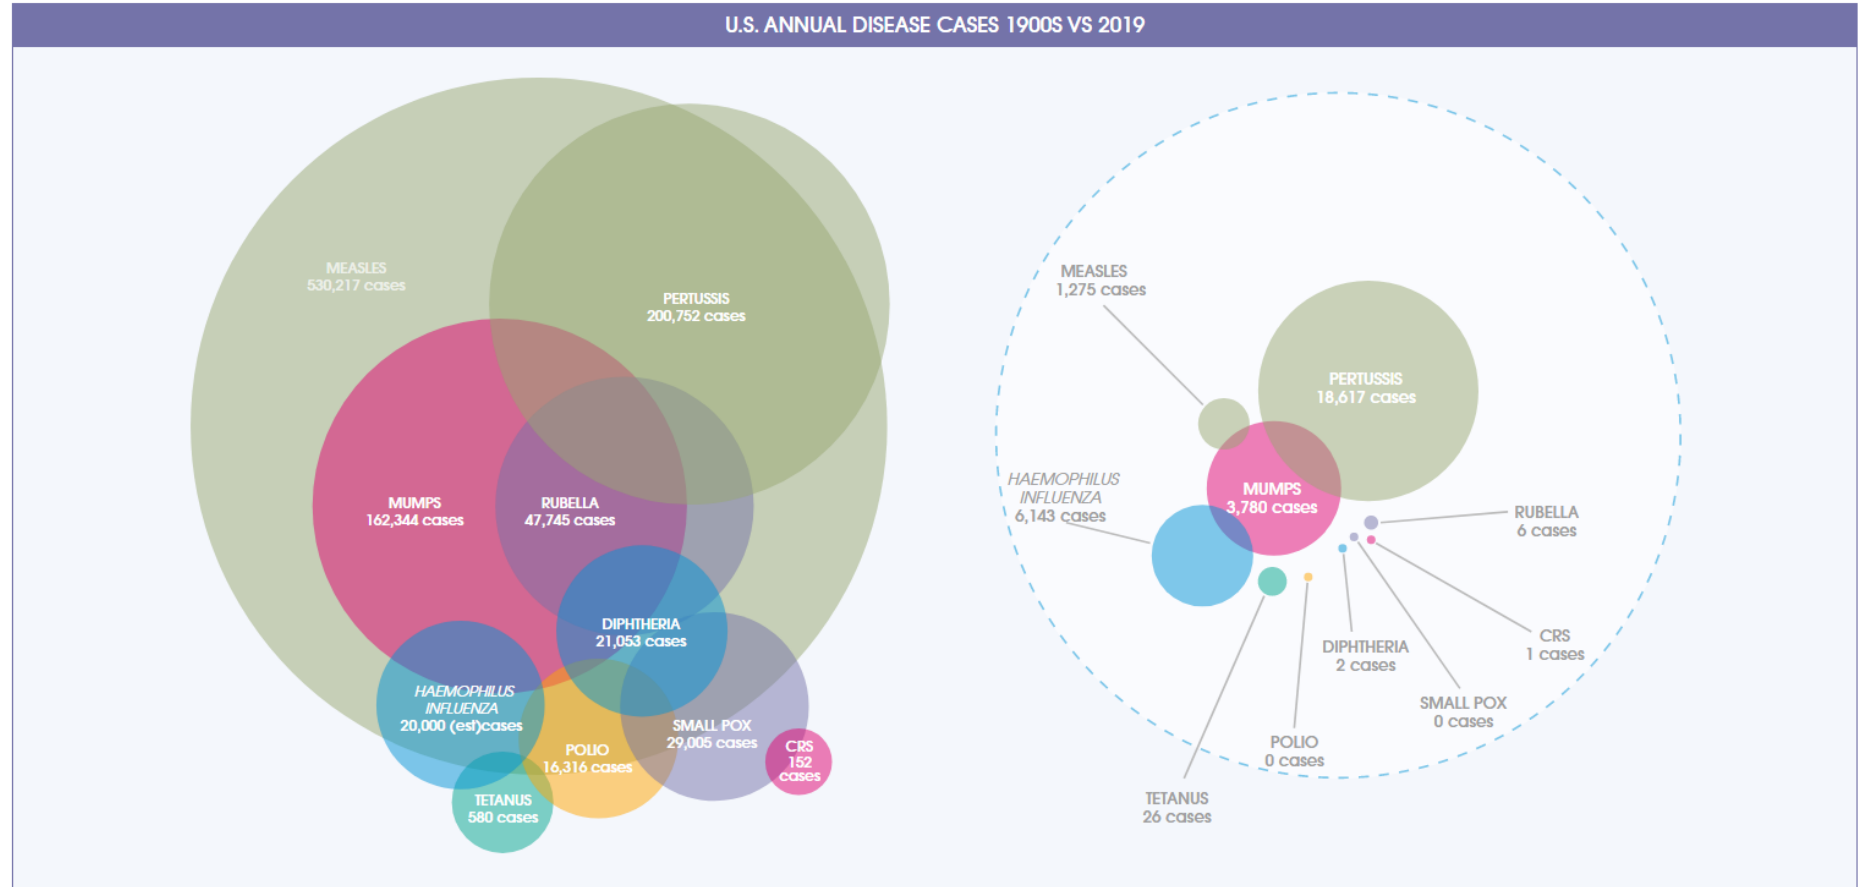 U.S. ANNUAL DISEASE CASES 1900S VS 2019
MEASLES
530,217 cases
PERTUSSIS
200,752 cases
MUMPS
162,344 cases
RUBELLA
47,745 cases
DIPHTHERIA
21,053 cases
HAEMOPHILUS
INFLUENZA
20,000 (est)cases
SMALL POX
29,005 cases
POLIO
16,316 cases
CRS
152
cases
TETANUS
580 cases
MEASLES
1,275 cases
PERTUSSIS
18,617 cases
HAEMOPHILUS
INFLUENZA
6,143 cases
MUMPS
3,780 cases
RUBELLA
6 cases
CRS
1 cases
DIPHTHERIA
2 cases
SMALL POX
0 cases
POLIO
0 cases
TETANUS
26 cases